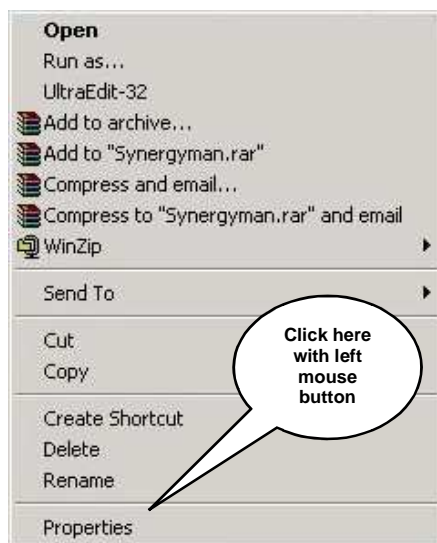 Open
Run as...
UltraEdit-32
Add to archive...
Add to "Synergyman.rar"
Compress and email...
Compress to "Synergyman.rar" and email
WinZip
Send To
Cut
Copy
Click here
with left
mouse
button
Create Shortcut
Delete
Rename
Properties